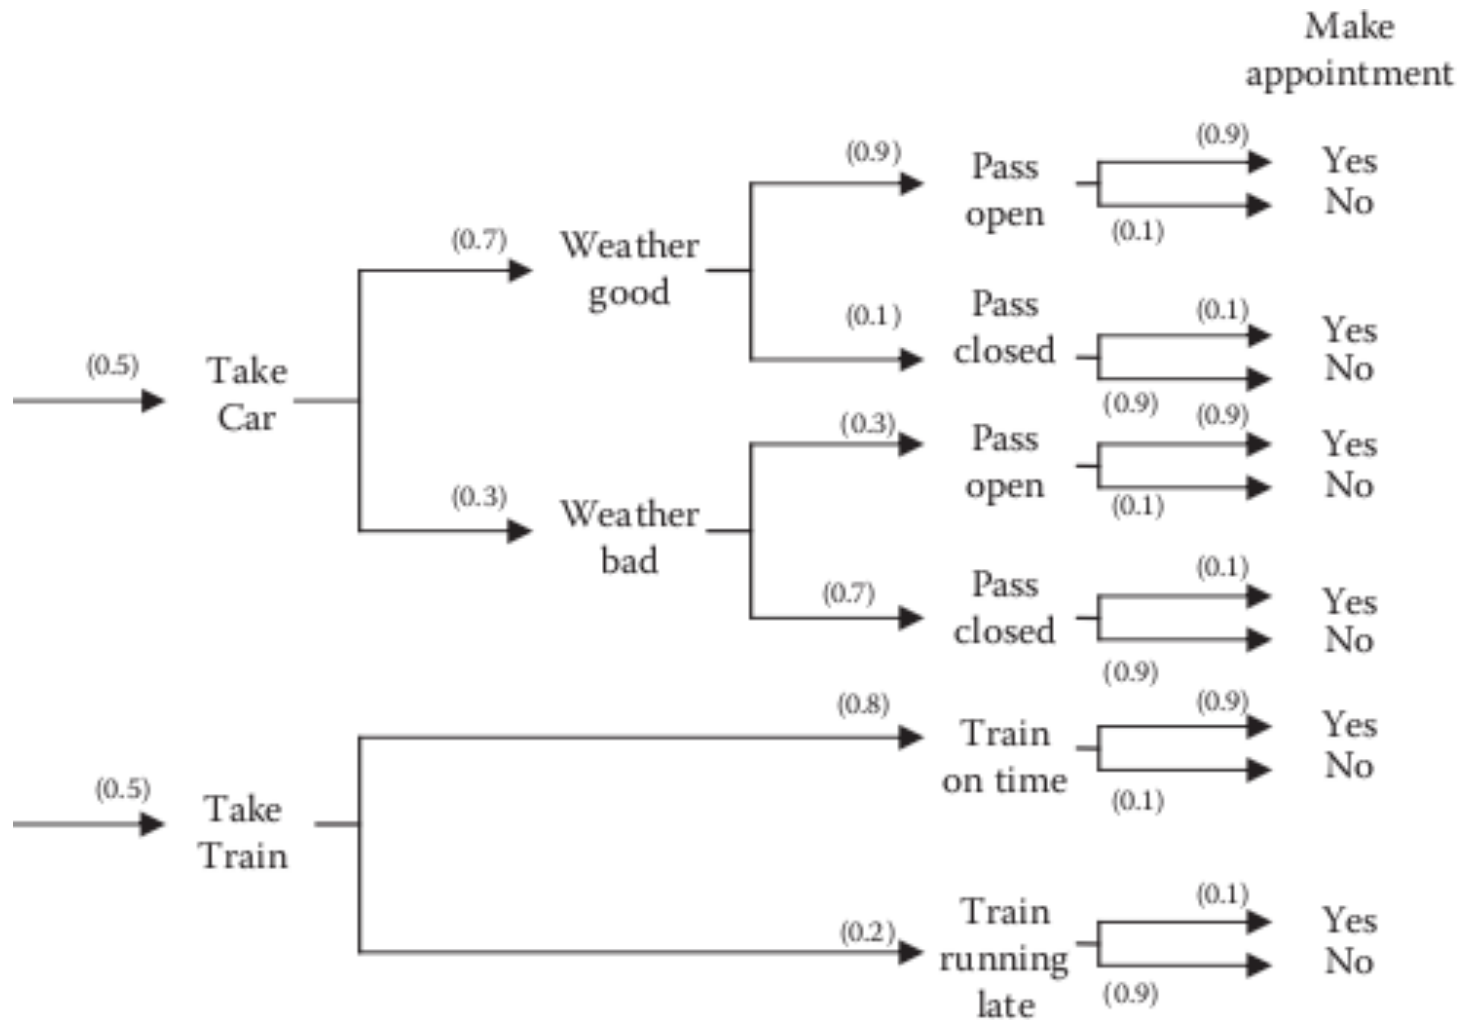 Make
appointment
(0.9)
(0.9)
Pass
open
Yes
No
(0.1)
(0.7)
Weather
good
(0.1)
Pass
closed
(0.1)
Yes
No
(0.9)
(0.5)
Take
Car
(0.3)
Pass
open
(0.9)
Yes
No
(0.1)
(0.3)
Weather
bad
(0.7)
Pass
closed
(0.1)
Yes
No
(0.9)
(0.8)
Train
on time
(0.9)
Yes
No
(0.1)
(0.5)
Take
Train
(0.2)
Train
running
late
(0.1)
Yes
No
(0.9)